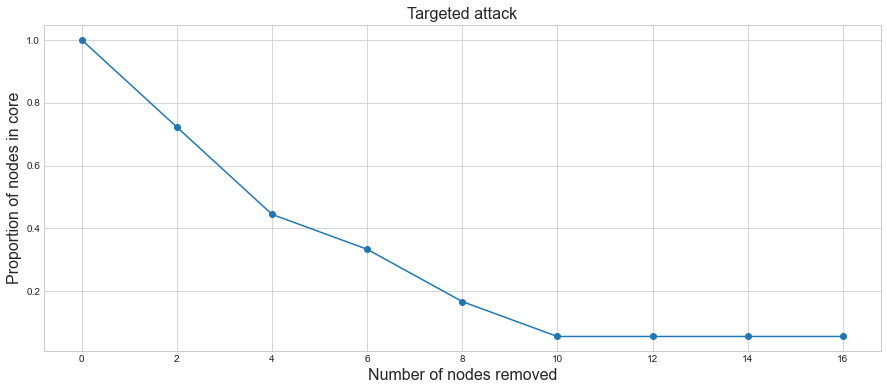 Targeted attack
Proportion of nodes in core
1.0
0.8
0.6
0.4
0.2
0 2 4 6 8 10 12 14 16
Number of nodes removed